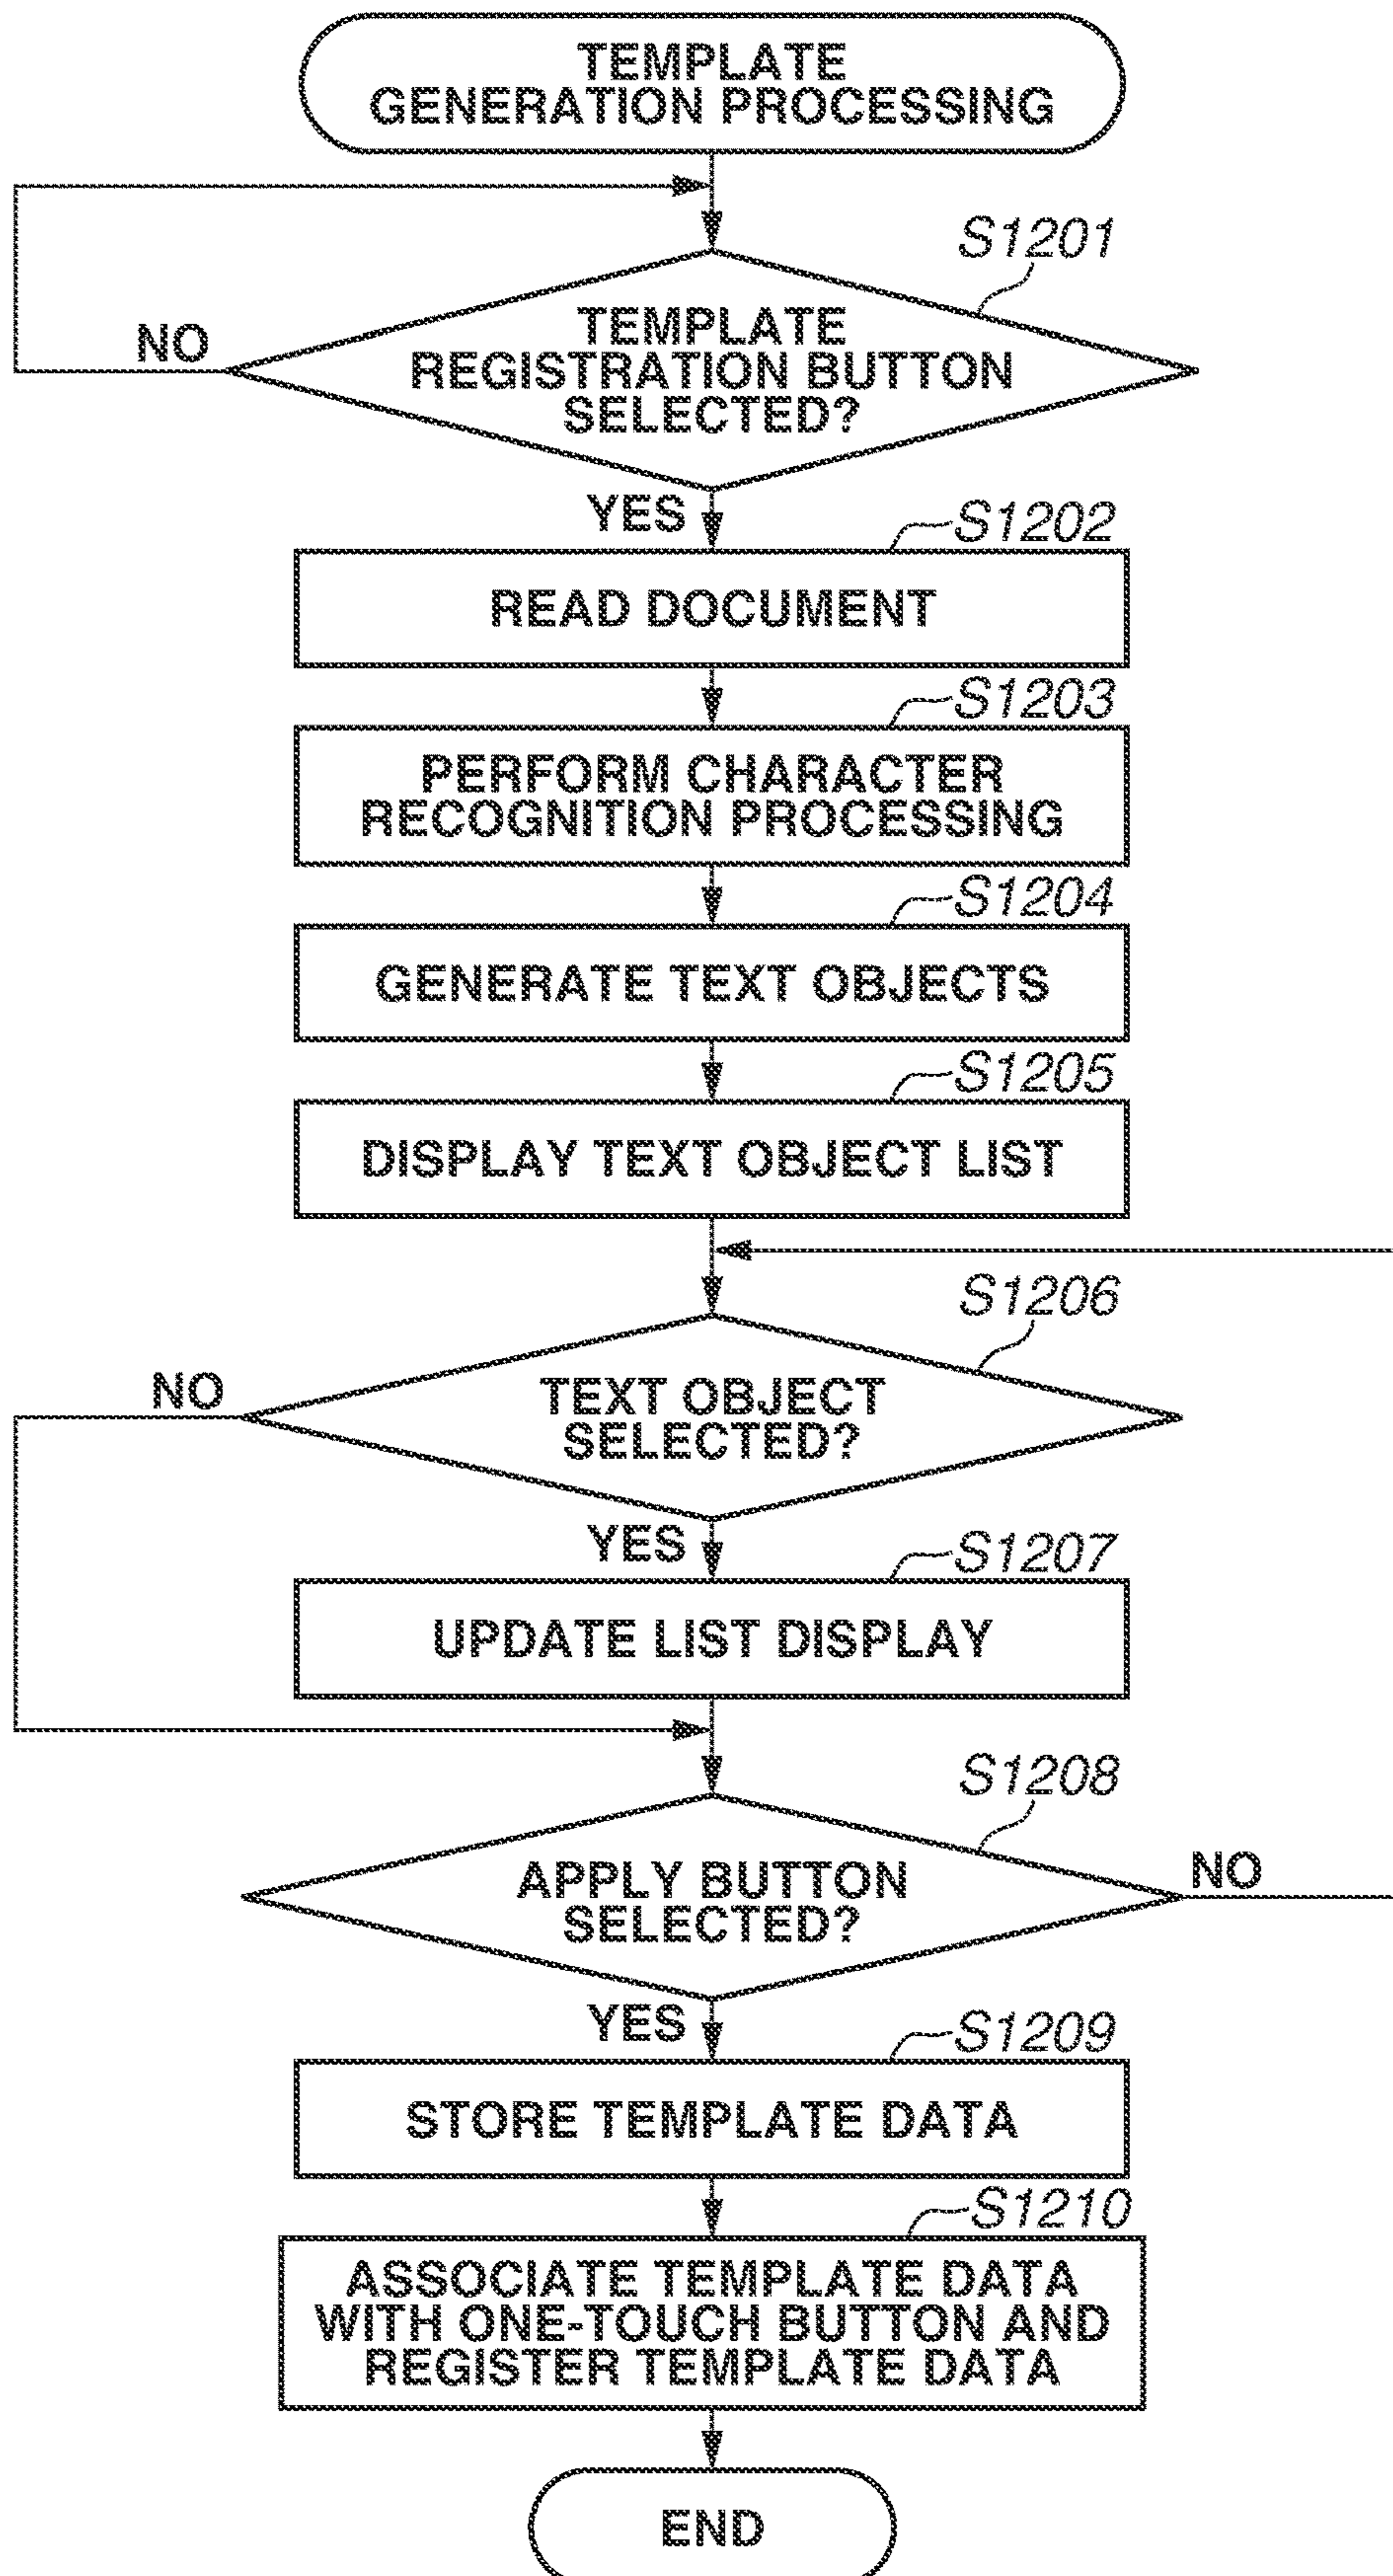 TEMPLATE
GENERATION PROCESSING
S1201
NO
TEMPLATE
REGISTRATION BUTTON
SELECTED?
YES
S1202
READ DOCUMENT
S1203
PERFORM CHARACTER
RECOGNITION PROCESSING
S1204
GENERATE TEXT OBJECTS
S1205
DISPLAY TEXT OBJECT LIST
S1206
NO
TEXT OBJECT
SELECTED?
YES
S1207
UPDATE LIST DISPLAY
S1208
APPLY BUTTON
SELECTED?
NO
YES
S1209
STORE TEMPLATE DATA
S1210
ASSOCIATE TEMPLATE DATA
WITH ONE-TOUCH BUTTON AND
REGISTER TEMPLATE DATA
END